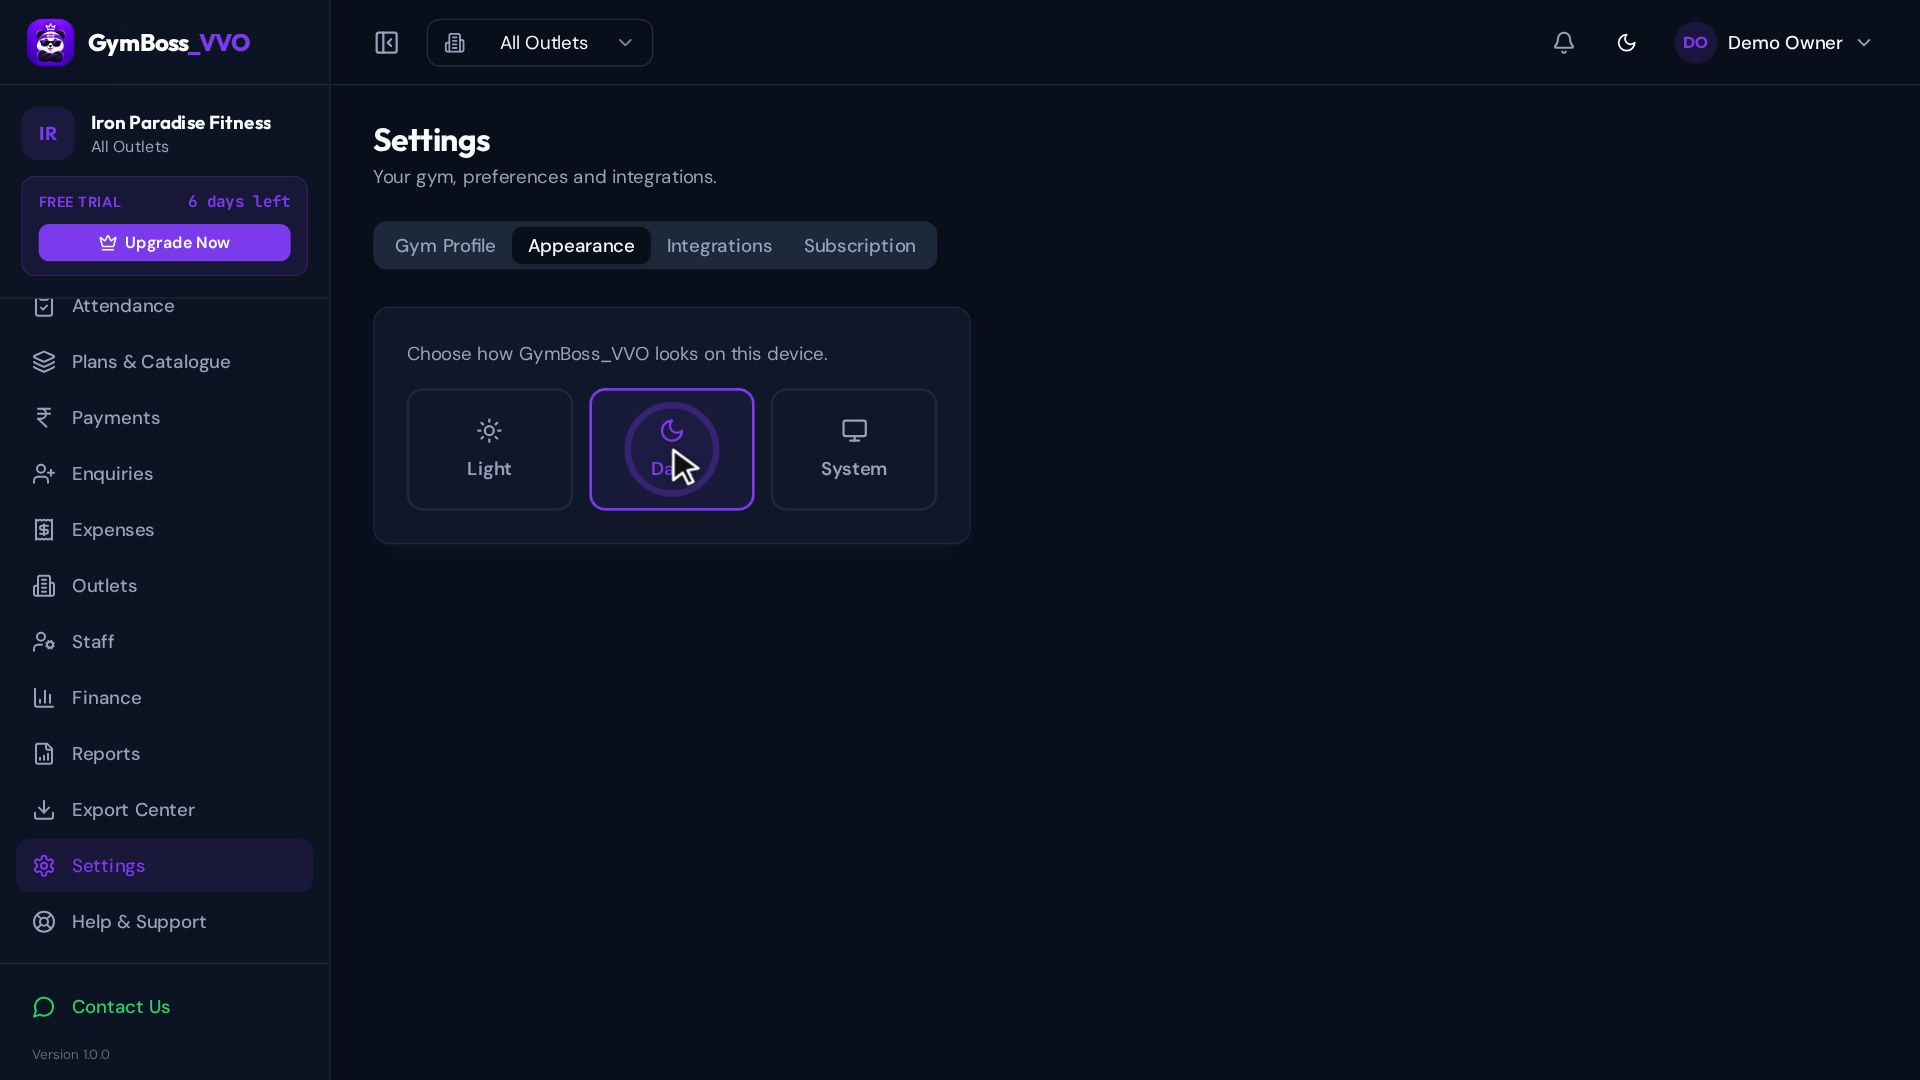 GymBoss_VVO
All Outlets
DO
Demo Owner
IR
Iron Paradise Fitness
All Outlets
FREE TRIAL
6 days left
Upgrade Now
Attendance
Plans & Catalogue
Payments
Enquiries
Expenses
Outlets
Staff
Finance
Reports
Export Center
Settings
Help & Support
Contact Us
Version 1.0.0
Settings
Your gym, preferences and integrations.
Gym Profile
Appearance
Integrations
Subscription
Choose how GymBoss_VVO looks on this device.
Light
System